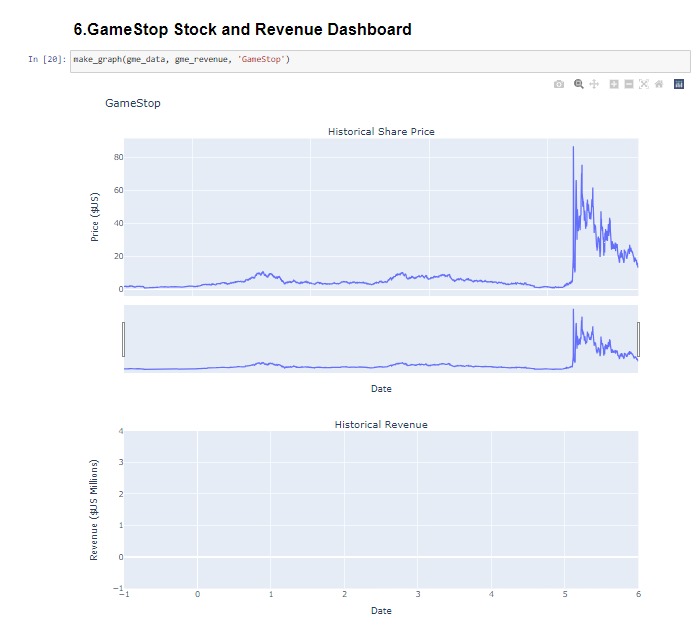 6.GameStop Stock and Revenue Dashboard
In [20]: make_graph(gme_data, gme_revenue, 'GameStop')
GameStop
Historical Share Price
80
60
40
20
0
Price ($US)
Date
Historical Revenue
4
3
2
1
0
−1
Revenue ($US Millions)
−1 0 1 2 3 4 5 6
Date